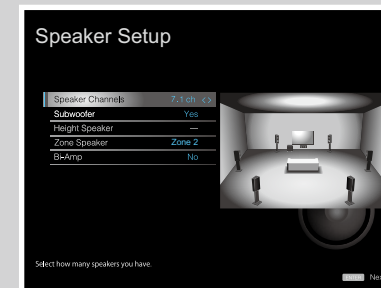 Speaker Setup
Speaker Channels 7.1 ch <>
Subwoofer Yes
Height Speaker —
Zone Speaker Zone 2
Bi-Amp No
Select how many speakers you have.
ENTER Next